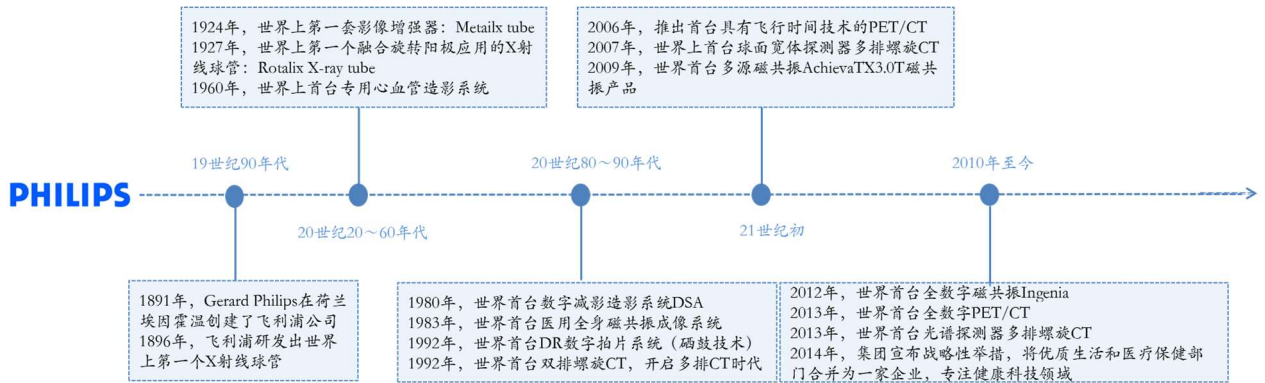 1924年，世界上第一套影像增强器：Metailx tube
1927年，世界上第一个融合旋转阳极应用的X射
线球管：Rotalix X-ray tube
1960年，世界上首台专用心血管造影系统
2006年，推出首台具有飞行时间技术的PET/CT
2007年，世界上首台球面宽体探测器多排螺旋CT
2009年，世界首台多源磁共振AchievaTX3.0T磁共
振产品
19世纪90年代
20世纪80～90年代
2010年至今
PHILIPS
20世纪20～60年代
21世纪初
1891年，Gerard Philips在荷兰
埃因霍温创建了飞利浦公司
1896年，飞利浦研发出世界
上第一个X射线球管
1980年，世界首台数字减影造影系统DSA
1983年，世界首台医用全身磁共振成像系统
1992年，世界首台DR数字拍片系统（硒鼓技术）
1992年，世界首台双排螺旋CT，开启多排CT时代
2012年，世界首台全数字磁共振Ingenia
2013年，世界首台全数字PET/CT
2013年，世界首台光谱探测器多排螺旋CT
2014年，集团宣布战略性举措，将优质生活和医疗保健部
门合并为一家企业，专注健康科技领域